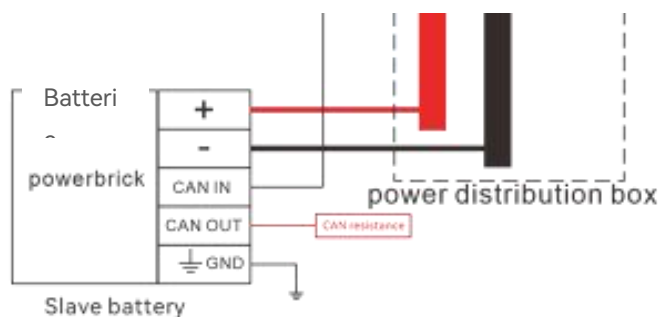 Batteri
+
-
powerbrick
CAN IN
power distribution box
CAN OUT
CAN resistance
GND
Slave battery